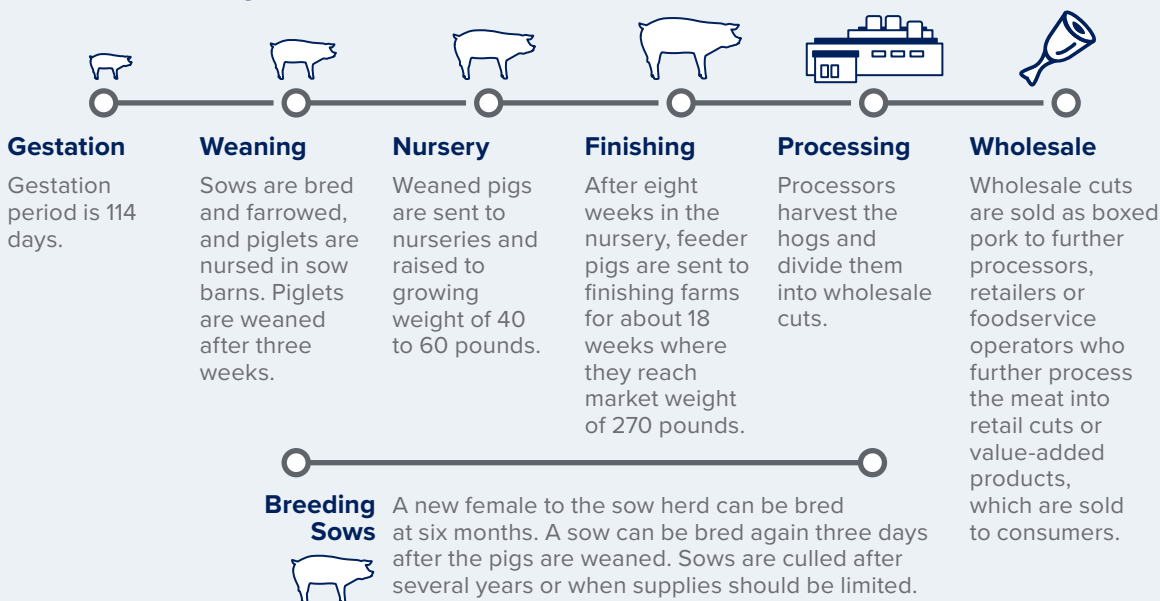 Gestation
Gestation
period is 114
days.
Weaning
Sows are bred
and farrowed,
and piglets are
nursed in sow
barns. Piglets
are weaned
after three
weeks.
Nursery
Weaned pigs
are sent to
nurseries and
raised to
growing
weight of 40
to 60 pounds.
Finishing
After eight
weeks in the
nursery, feeder
pigs are sent to
finishing farms
for about 18
weeks where
they reach
market weight
of 270 pounds.
Processing
Processors
harvest the
hogs and
divide them
into wholesale
cuts.
Wholesale
Wholesale cuts
are sold as boxed
pork to further
processors,
retailers or
foodservice
operators who
further process
the meat into
retail cuts or
value-added
products,
which are sold
to consumers.
Breeding
Sows
A new female to the sow herd can be bred
at six months. A sow can be bred again three days
after the pigs are weaned. Sows are culled after
several years or when supplies should be limited.